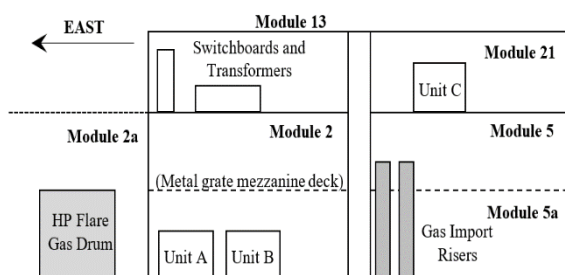 EAST
Module 13
Switchboards and
Transformers
Module 21
Unit C
Module 2a
Module 2
Module 5
(Metal grate mezzanine deck)
HP Flare
Gas Drum
Unit A
Unit B
Module 5a
Gas Import
Risers